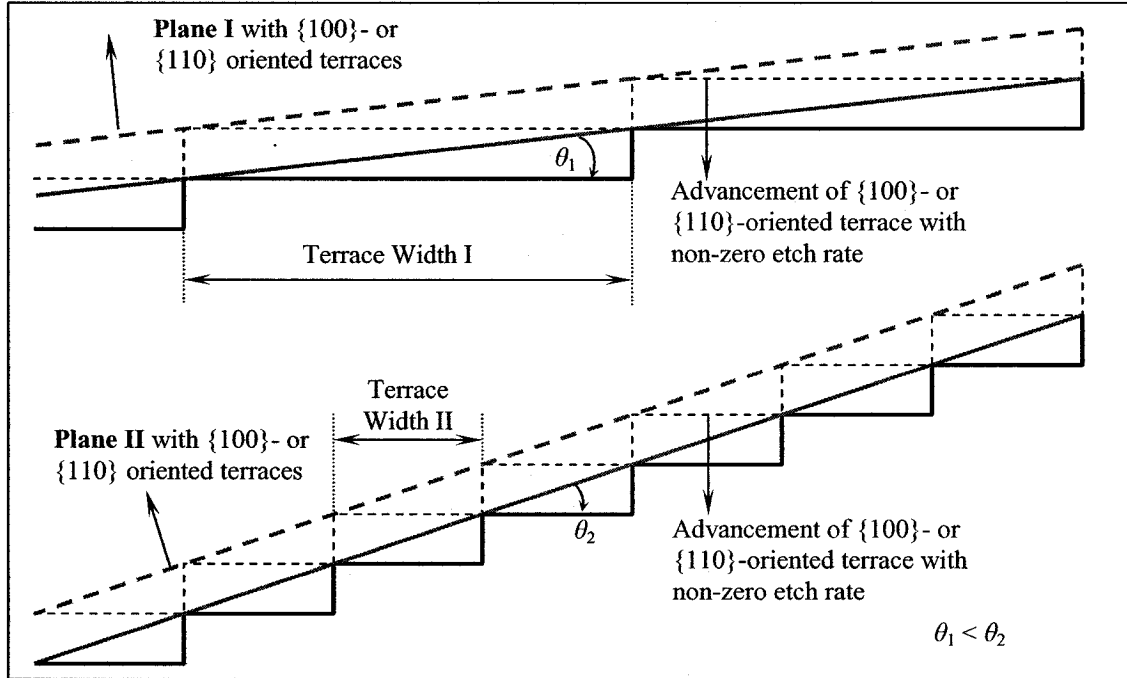 Plane I with {100}- or
{110} oriented terraces
θ1
Advancement of {100}- or
{110}-oriented terrace with
non-zero etch rate
Terrace Width I
Terrace
Width II
Plane II with {100}- or
{110} oriented terraces
θ2
Advancement of {100}- or
{110}-oriented terrace with
non-zero etch rate
θ1 < θ2